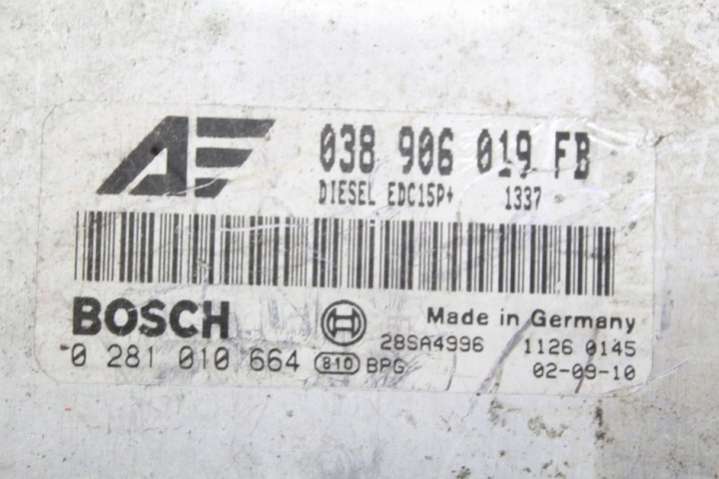 AE 038 906 019 FB
DIESEL EDC15P+ 1337
BOSCH Made in Germany
28SA4996 1126 0145
0 281 010 664 810 BPG 02-09-10